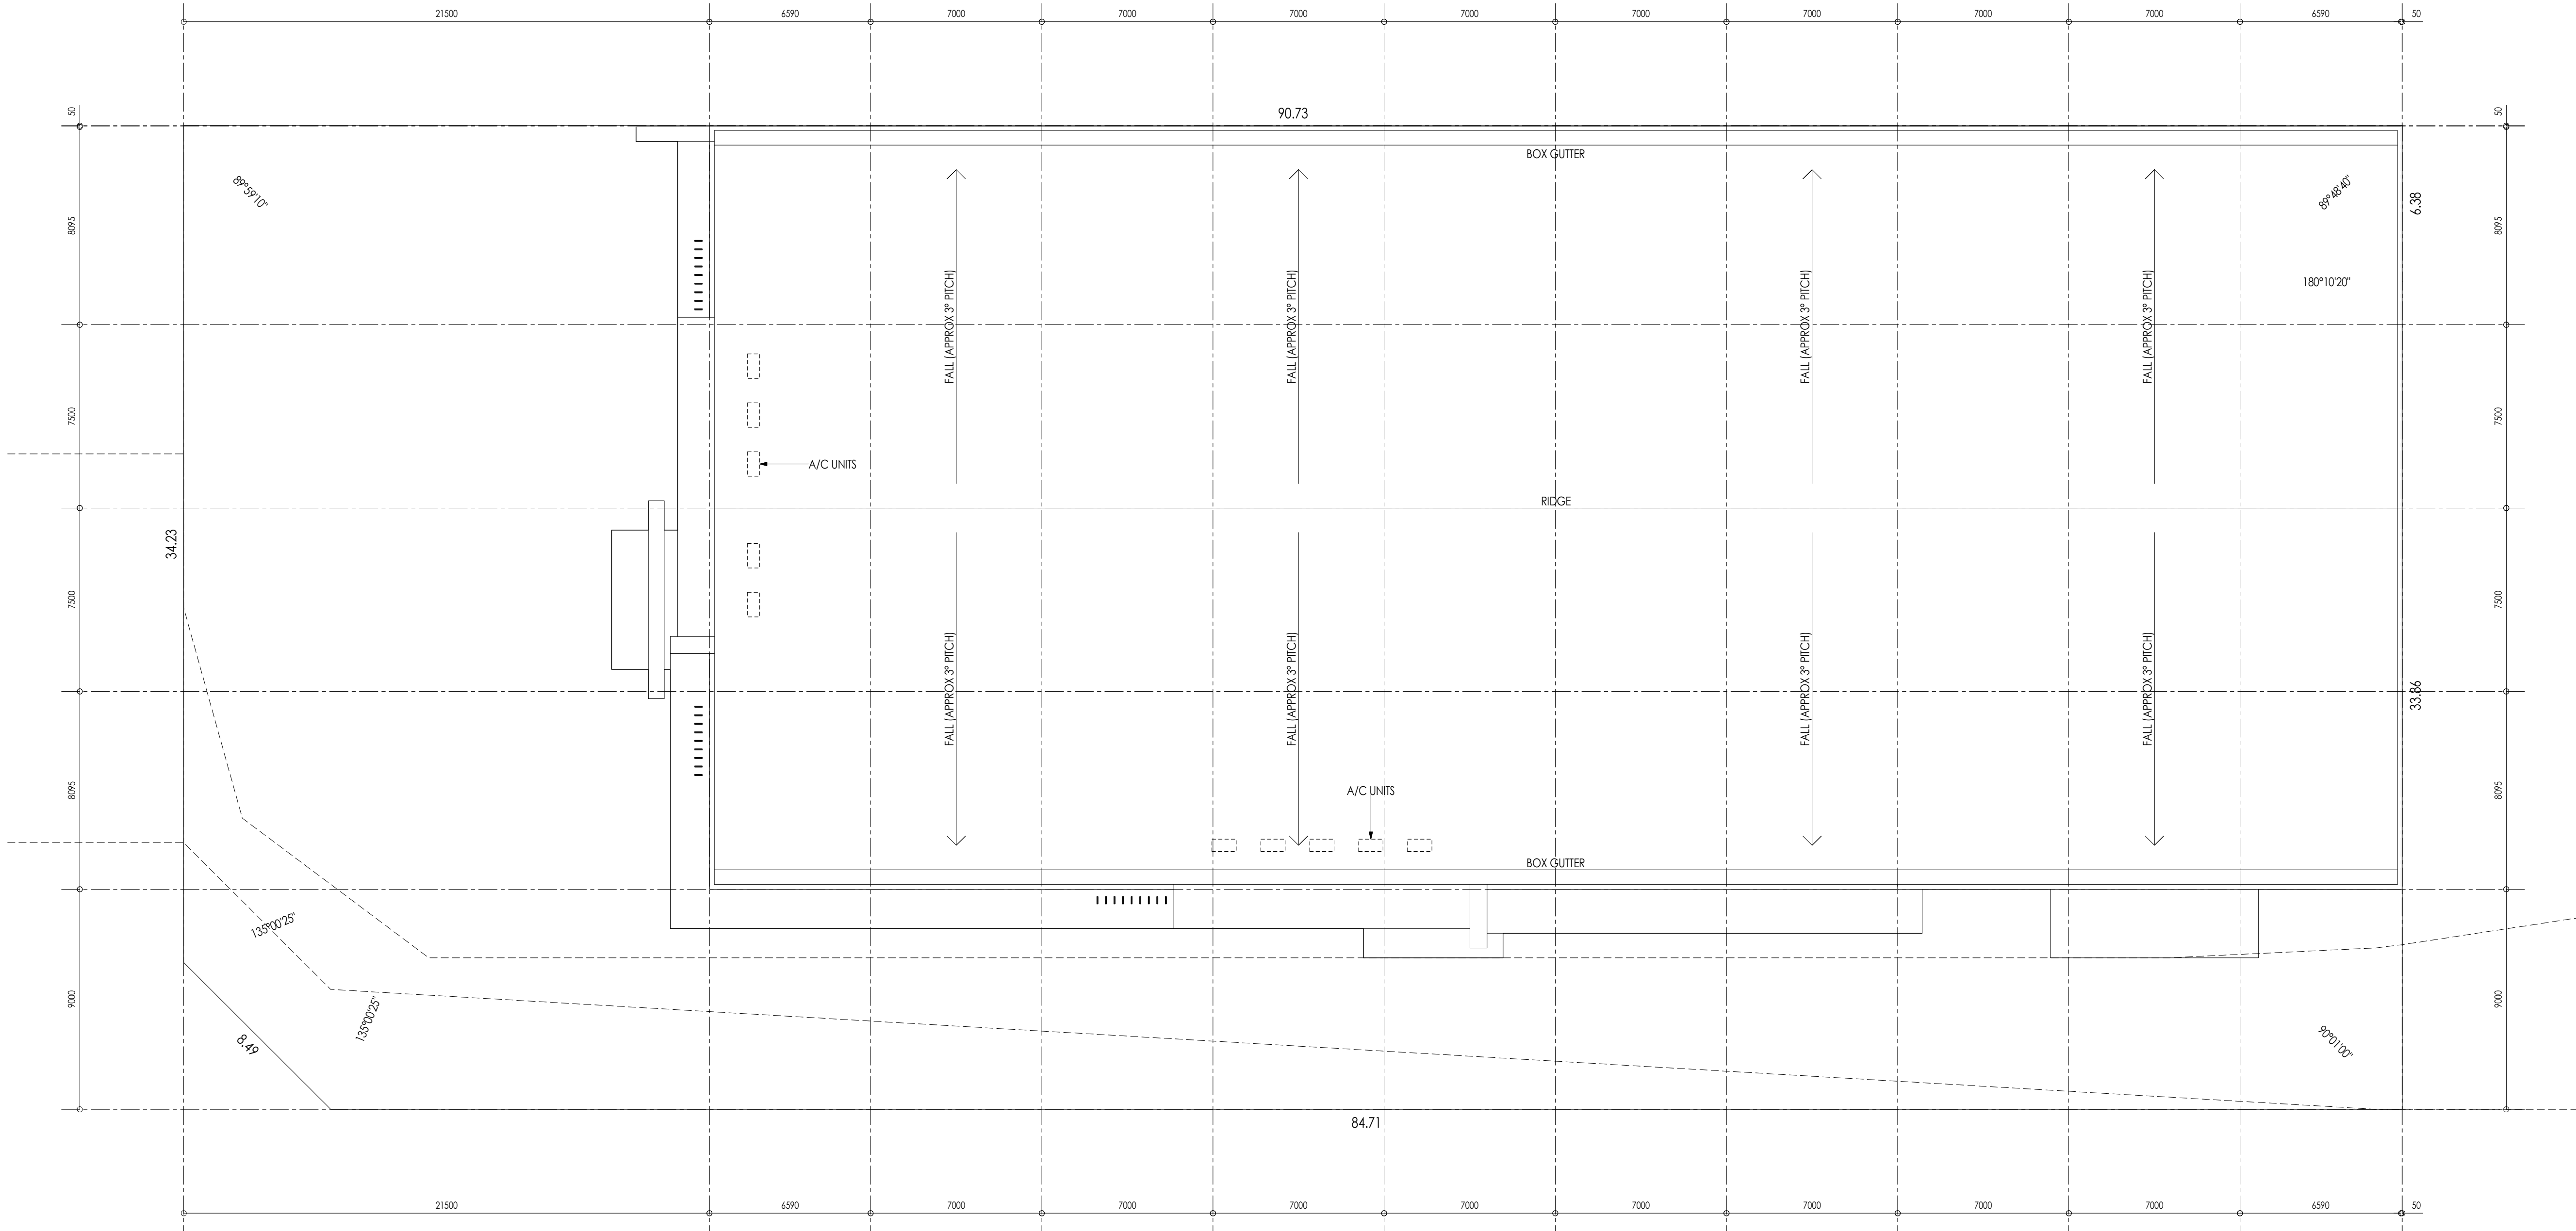 21500 6590 7000 7000 7000 7000 7000 7000 7000 7000 6590 50
50 90.73 50
BOX GUTTER
89°59'10" 89°48'40"
8095 6.38 8095
180°10'20"
FALL (APPROX 3° PITCH) FALL (APPROX 3° PITCH) FALL (APPROX 3° PITCH) FALL (APPROX 3° PITCH)
7500 7500
A/C UNITS
RIDGE
34.23
7500 7500
FALL (APPROX 3° PITCH) FALL (APPROX 3° PITCH) FALL (APPROX 3° PITCH) FALL (APPROX 3° PITCH)
33.86
8095 A/C UNITS 8095
BOX GUTTER
135°00'25"
9000 9000
135°00'25"
8.49 90°01'00"
84.71
21500 6590 7000 7000 7000 7000 7000 7000 7000 7000 6590 50